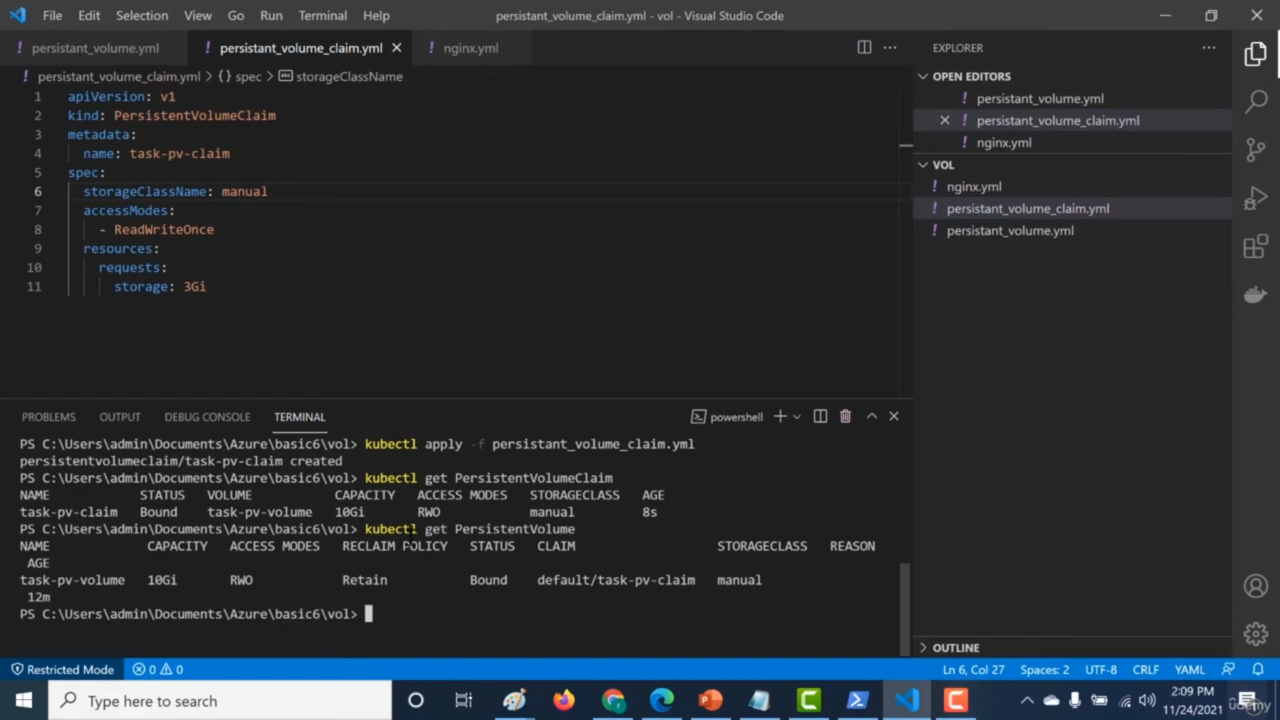 File Edit Selection View Go Run Terminal Help persistant_volume_claim.yml - vol - Visual Studio Code
! persistant_volume.yml ! persistant_volume_claim.yml ! nginx.yml
! persistant_volume_claim.yml > {} spec > storageClassName
1 apiVersion: v1
2 kind: PersistentVolumeClaim
3 metadata:
4 name: task-pv-claim
5 spec:
6 storageClassName: manual
7 accessModes:
8 - ReadWriteOnce
9 resources:
10 requests:
11 storage: 3Gi
EXPLORER
OPEN EDITORS
! persistant_volume.yml
! persistant_volume_claim.yml
! nginx.yml
VOL
! nginx.yml
! persistant_volume_claim.yml
! persistant_volume.yml
OUTLINE
PROBLEMS OUTPUT DEBUG CONSOLE TERMINAL powershell
PS C:\Users\admin\Documents\Azure\basic6\vol> kubectl apply -f persistant_volume_claim.yml
persistentvolumeclaim/task-pv-claim created
PS C:\Users\admin\Documents\Azure\basic6\vol> kubectl get PersistentVolumeClaim
NAME STATUS VOLUME CAPACITY ACCESS MODES STORAGECLASS AGE
task-pv-claim Bound task-pv-volume 10Gi RWO manual 8s
PS C:\Users\admin\Documents\Azure\basic6\vol> kubectl get PersistentVolume
NAME CAPACITY ACCESS MODES RECLAIM POLICY STATUS CLAIM STORAGECLASS REASON
AGE
task-pv-volume 10Gi RWO Retain Bound default/task-pv-claim manual
12m
PS C:\Users\admin\Documents\Azure\basic6\vol>
Restricted Mode 0 0 Ln 6, Col 27 Spaces: 2 UTF-8 CRLF YAML
Type here to search
2:09 PM
11/24/2021
udemy